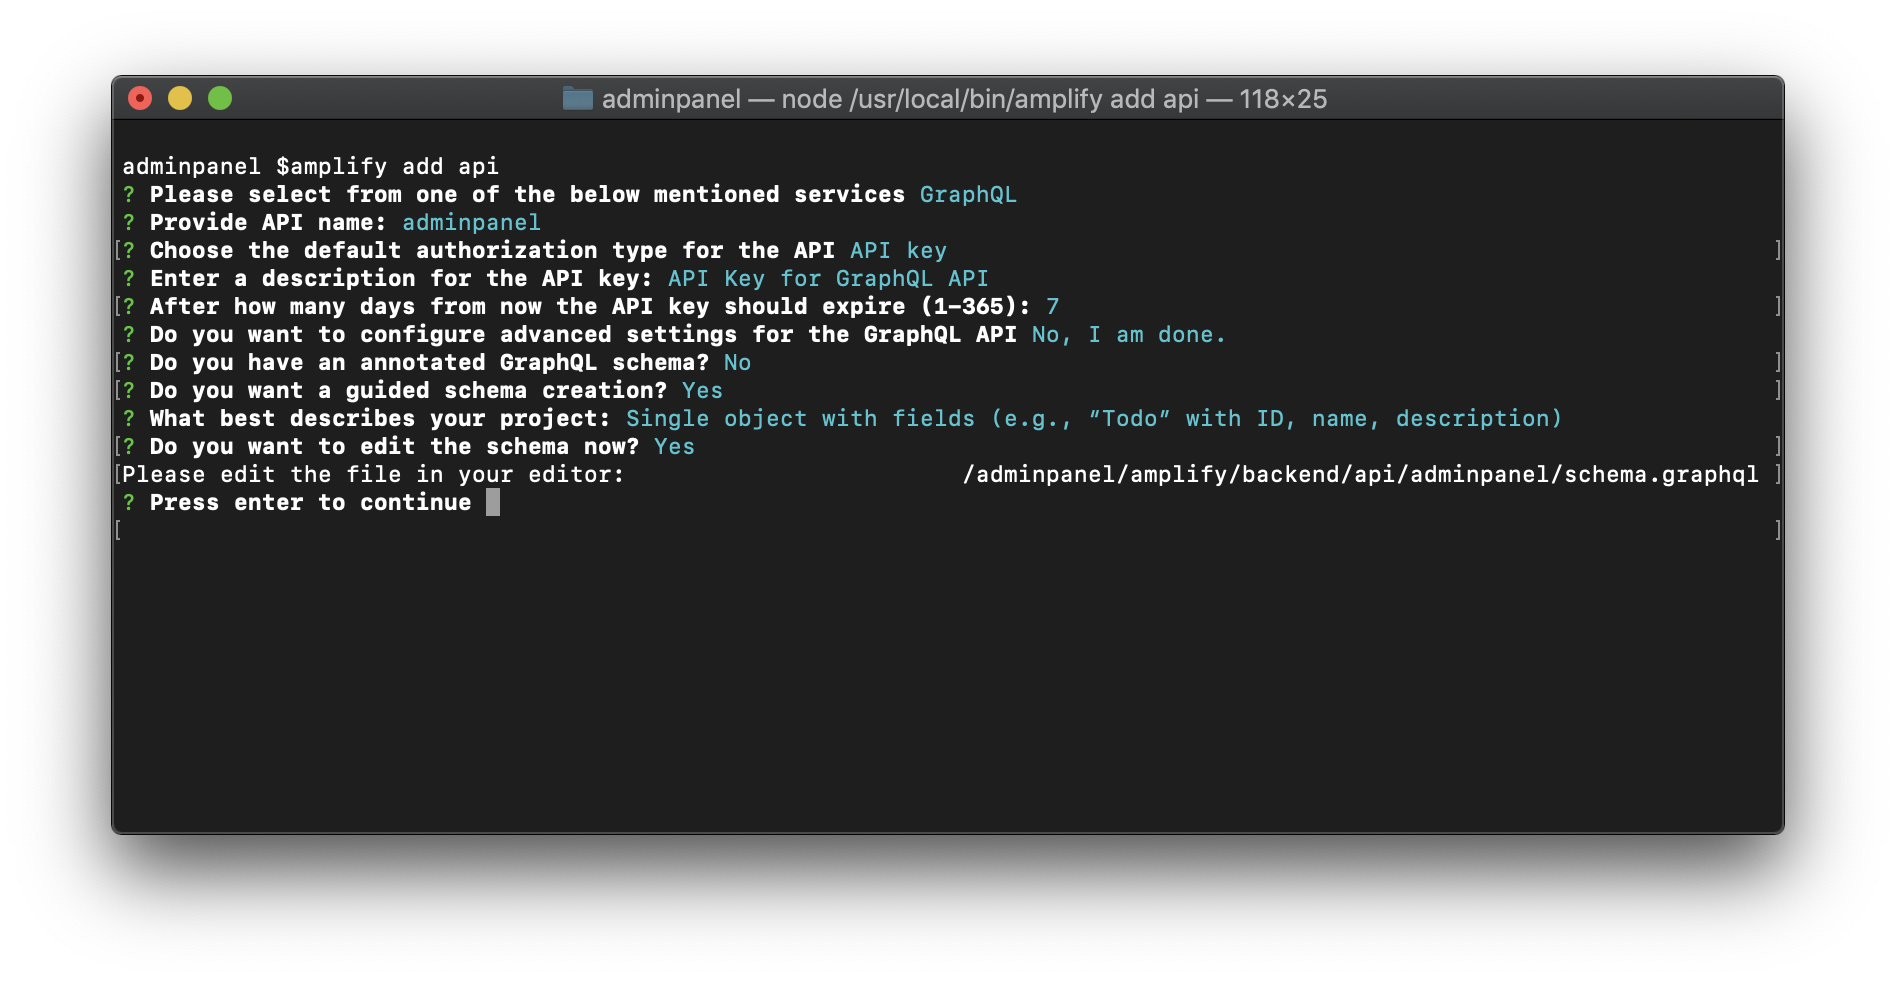 adminpanel — node /usr/local/bin/amplify add api — 118×25
adminpanel $amplify add api
? Please select from one of the below mentioned services GraphQL
? Provide API name: adminpanel
[? Choose the default authorization type for the API API key ]
? Enter a description for the API key: API Key for GraphQL API
[? After how many days from now the API key should expire (1-365): 7 ]
? Do you want to configure advanced settings for the GraphQL API No, I am done.
[? Do you have an annotated GraphQL schema? No ]
[? Do you want a guided schema creation? Yes ]
? What best describes your project: Single object with fields (e.g., “Todo” with ID, name, description)
[? Do you want to edit the schema now? Yes ]
[Please edit the file in your editor: /adminpanel/amplify/backend/api/adminpanel/schema.graphql ]
? Press enter to continue
[ ]